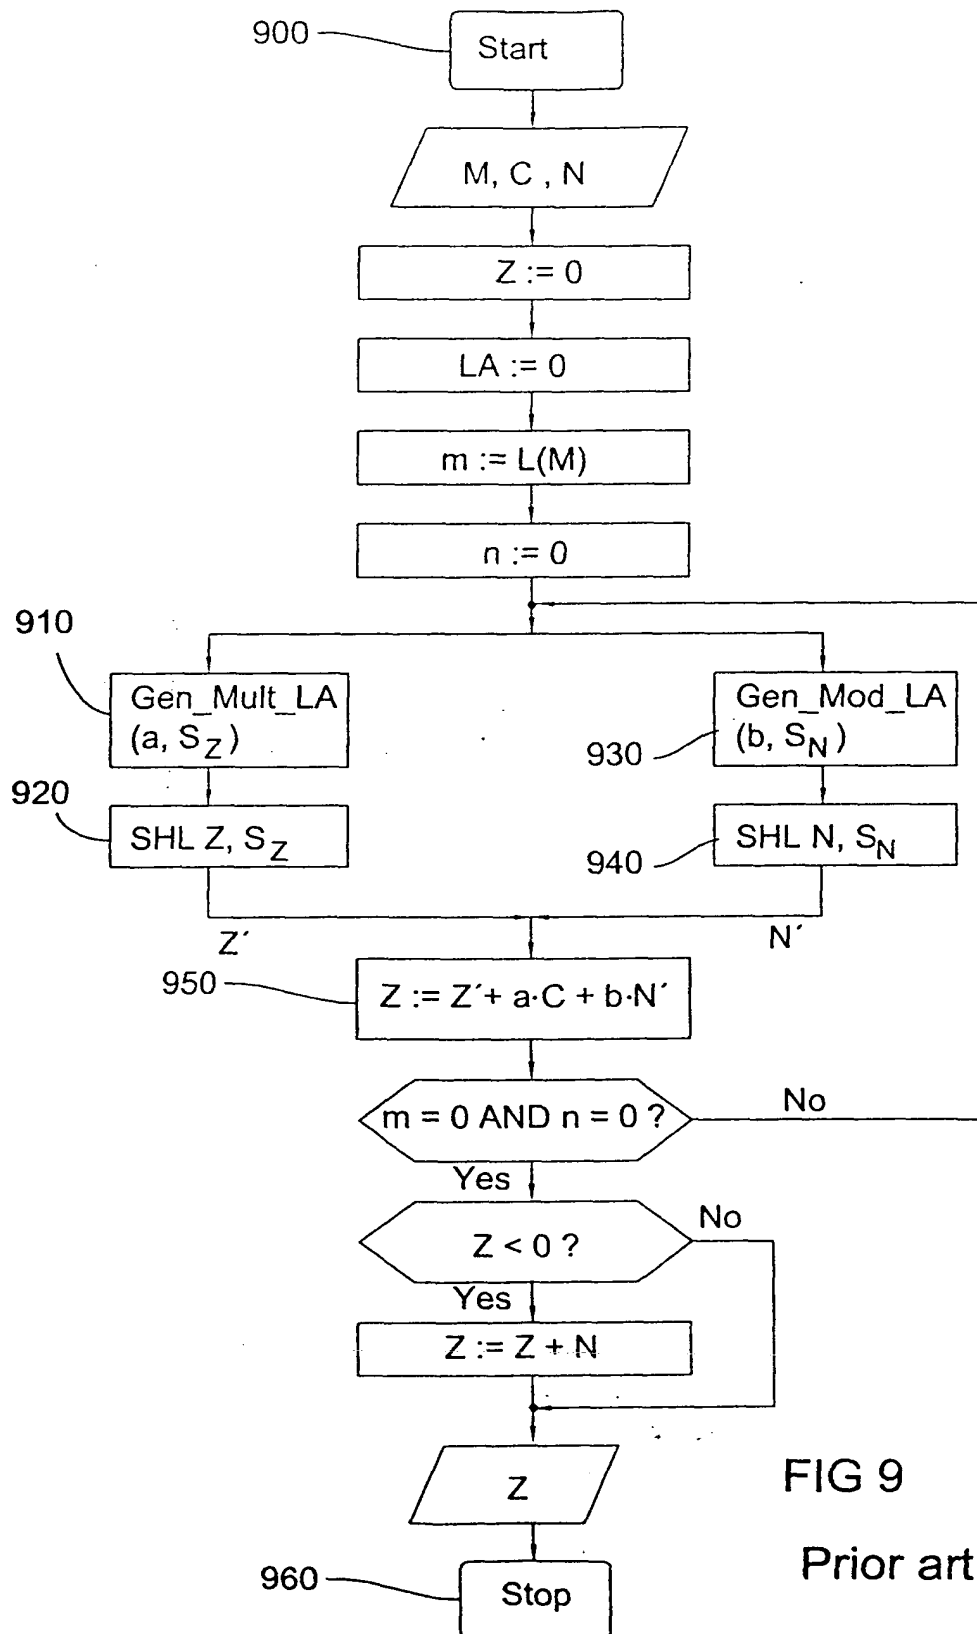 900
Start
M, C , N
Z := 0
LA := 0
m := L(M)
n := 0
910
Gen_Mult_LA
(a, S_Z)
920
SHL Z, S_Z
Gen_Mod_LA
(b, S_N)
930
SHL N, S_N
940
Z´
N´
950
Z := Z´+ a·C + b·N´
m = 0 AND n = 0 ?
No
Yes
Z < 0 ?
No
Yes
Z := Z + N
Z
FIG 9
Prior art
960
Stop